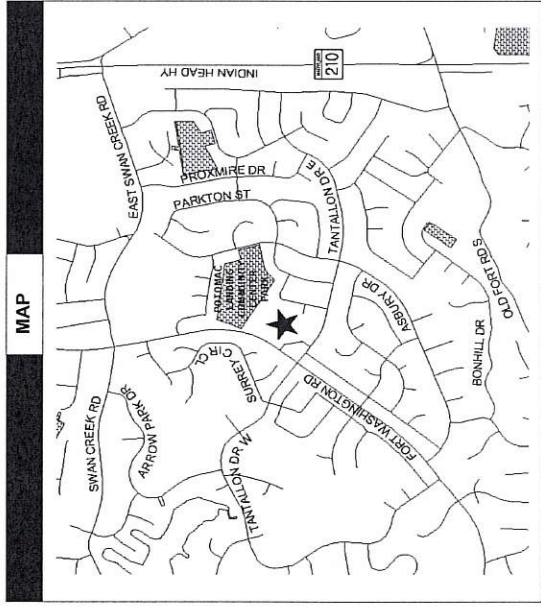 MAP
EAST SWAN CREEK RD
INDIAN HEAD HY
MARYLAND
210
PROXMIRE DR
PARKTON ST
TANTALLON DR E
SWAN CREEK RD
ARROW PARK DR
SURREY CIR
POTOMAC
LANDING
COMMUNITY
CENTER
PARK
TANTALLON DR W
FORT WASHINGTON RD
ASBURY DR
BONHILL DR
OLD FORT RD S